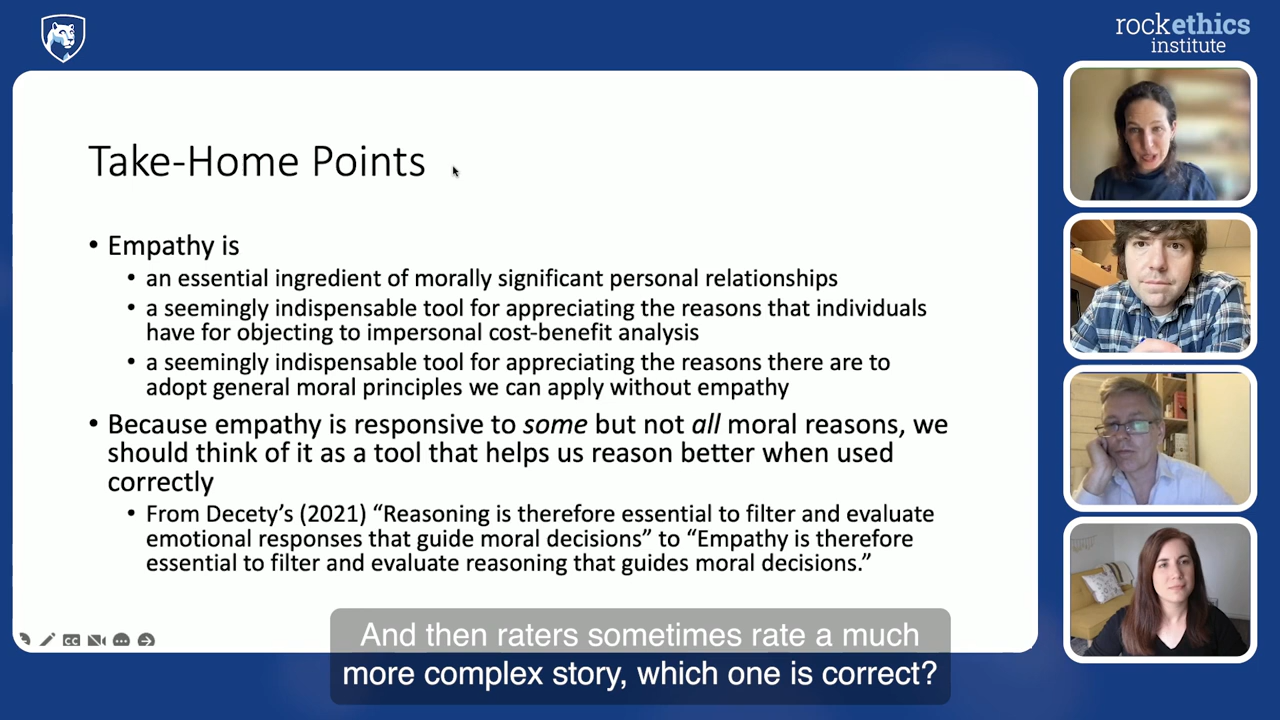 rockethics
institute
Take-Home Points
• Empathy is
• an essential ingredient of morally significant personal relationships
• a seemingly indispensable tool for appreciating the reasons that individuals
have for objecting to impersonal cost-benefit analysis
• a seemingly indispensable tool for appreciating the reasons there are to
adopt general moral principles we can apply without empathy
• Because empathy is responsive to some but not all moral reasons, we
should think of it as a tool that helps us reason better when used
correctly
• From Decety’s (2021) “Reasoning is therefore essential to filter and evaluate
emotional responses that guide moral decisions” to “Empathy is therefore
essential to filter and evaluate reasoning that guides moral decisions.”
CC
And then raters sometimes rate a much
more complex story, which one is correct?